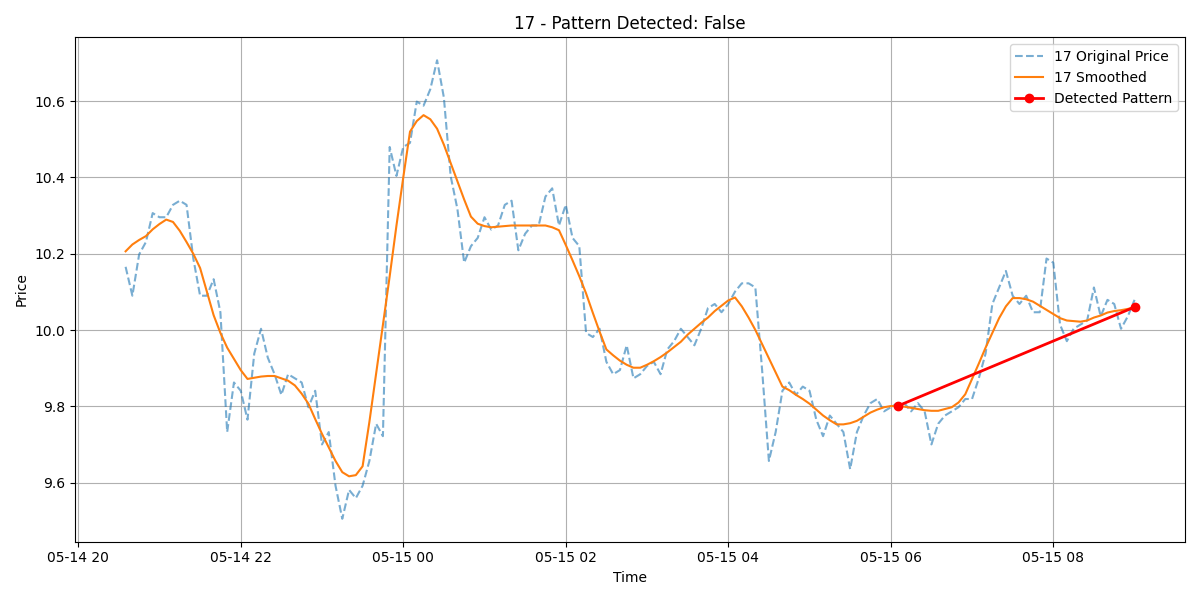 17 - Pattern Detected: False
17 Original Price
17 Smoothed
Detected Pattern
Price
10.6
10.4
10.2
10.0
9.8
9.6
05-14 20 05-14 22 05-15 00 05-15 02 05-15 04 05-15 06 05-15 08
Time